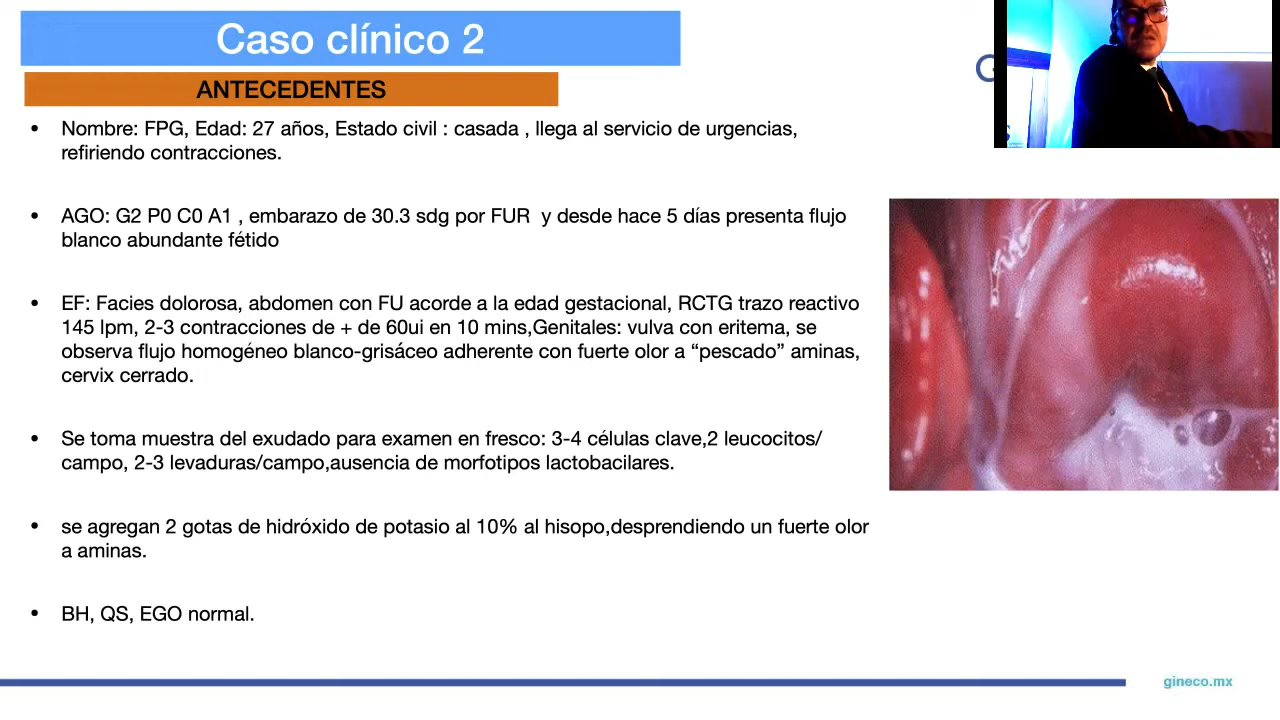 Caso clínico 2
ANTECEDENTES
• Nombre: FPG, Edad: 27 años, Estado civil : casada , llega al servicio de urgencias,
refiriendo contracciones.
• AGO: G2 P0 C0 A1 , embarazo de 30.3 sdg por FUR y desde hace 5 días presenta flujo
blanco abundante fétido
• EF: Facies dolorosa, abdomen con FU acorde a la edad gestacional, RCTG trazo reactivo
145 lpm, 2-3 contracciones de + de 60ui en 10 mins,Genitales: vulva con eritema, se
observa flujo homogéneo blanco-grisáceo adherente con fuerte olor a “pescado” aminas,
cervix cerrado.
• Se toma muestra del exudado para examen en fresco: 3-4 células clave,2 leucocitos/
campo, 2-3 levaduras/campo,ausencia de morfotipos lactobacilares.
• se agregan 2 gotas de hidróxido de potasio al 10% al hisopo,desprendiendo un fuerte olor
a aminas.
• BH, QS, EGO normal.
gineco.mx